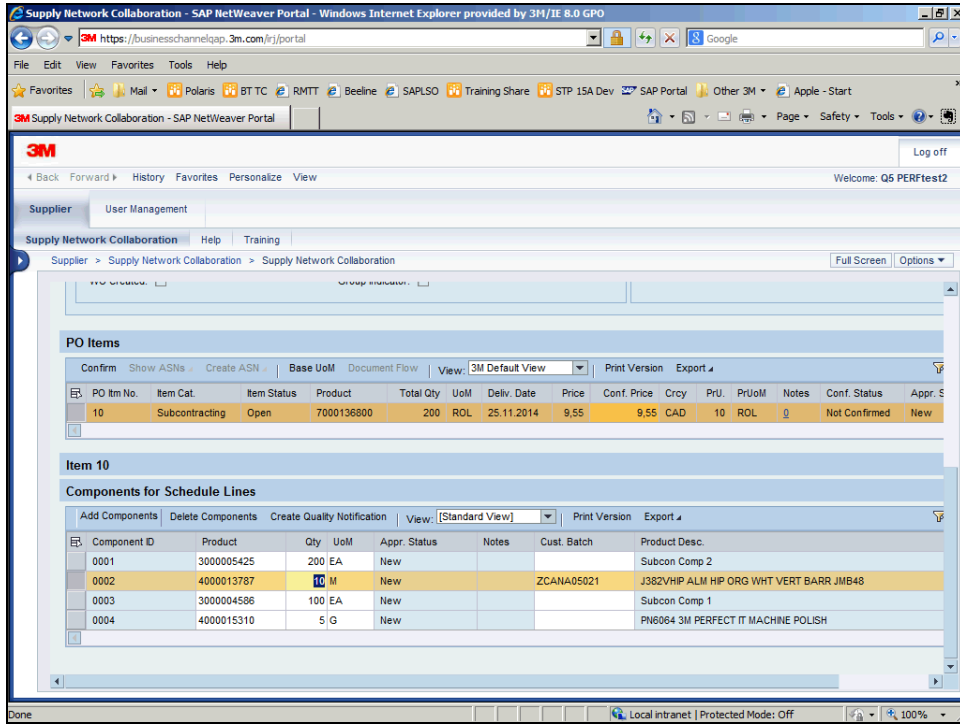 Supply Network Collaboration - SAP NetWeaver Portal - Windows Internet Explorer provided by 3M/IE 8.0 GPO
3M https://businesschannelqap.3m.com/irj/portal
Google
File Edit View Favorites Tools Help
Favorites Mail Polaris BT TC RMTT Beeline SAPLSO Training Share STP 15A Dev SAP Portal Other 3M Apple - Start
3M Supply Network Collaboration - SAP NetWeaver Portal
Page Safety Tools
3M
Log off
Back Forward History Favorites Personalize View
Welcome: Q5 PERFtest2
Supplier User Management
Supply Network Collaboration Help Training
Supplier > Supply Network Collaboration > Supply Network Collaboration
Full Screen Options
WO Created: Group Indicator:
PO Items
Confirm Show ASNs Create ASN Base UoM Document Flow View: 3M Default View Print Version Export
PO Itm No. Item Cat. Item Status Product Total Qty UoM Deliv. Date Price Conf. Price Crcy PrU. PrUoM Notes Conf. Status Appr. S
10 Subcontracting Open 7000136800 200 ROL 25.11.2014 9,55 9,55 CAD 10 ROL 0 Not Confirmed New
Item 10
Components for Schedule Lines
Add Components Delete Components Create Quality Notification View: [Standard View] Print Version Export
Component ID Product Qty UoM Appr. Status Notes Cust. Batch Product Desc.
0001 3000005425 200 EA New Subcon Comp 2
0002 4000013787 10 M New ZCANA05021 J382VHIP ALM HIP ORG WHT VERT BARR JMB48
0003 3000004586 100 EA New Subcon Comp 1
0004 4000015310 5 G New PN6064 3M PERFECT IT MACHINE POLISH
Done
Local intranet | Protected Mode: Off
100%